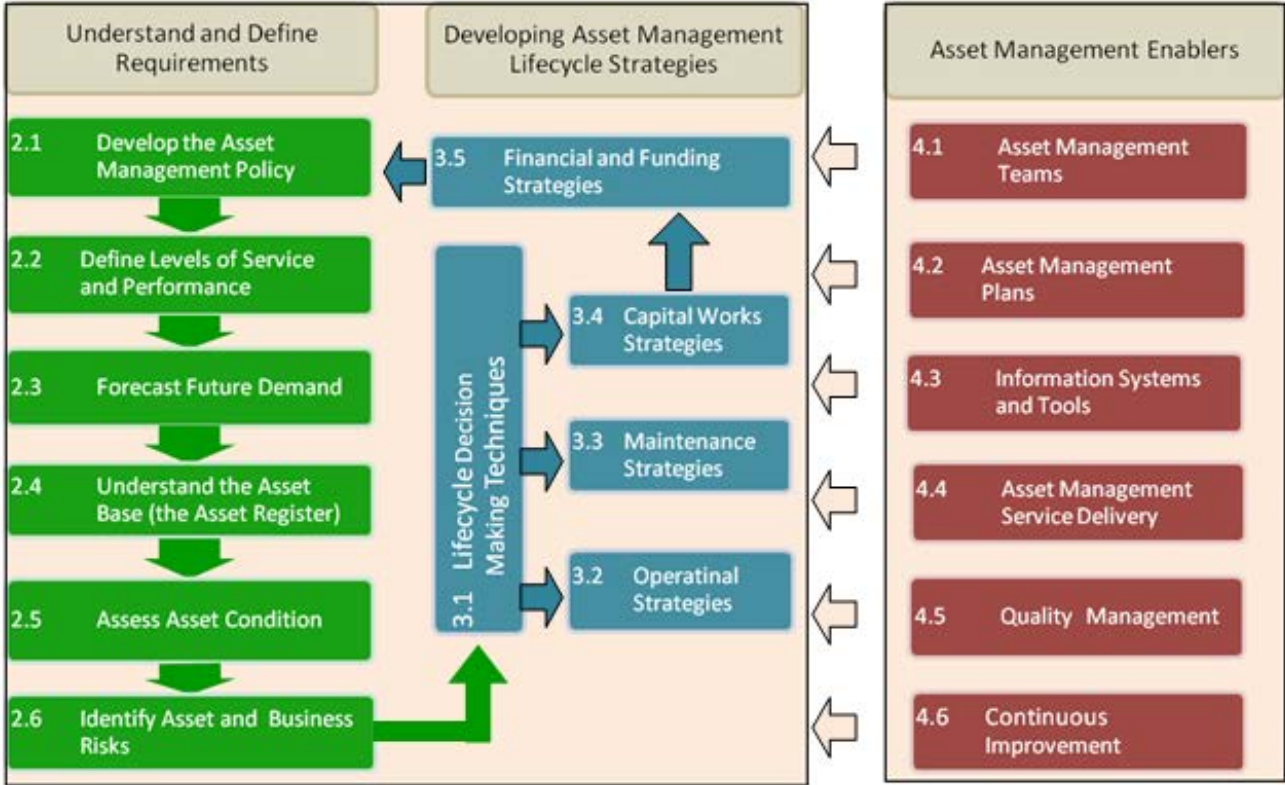 Understand and Define
Requirements
2.1 Develop the Asset
Management Policy
2.2 Define Levels of Service
and Performance
2.3 Forecast Future Demand
2.4 Understand the Asset
Base (the Asset Register)
2.5 Assess Asset Condition
2.6 Identify Asset and Business
Risks
Developing Asset Management
Lifecycle Strategies
3.5 Financial and Funding
Strategies
3.1 Lifecycle Decision
Making Techniques
3.4 Capital Works
Strategies
3.3 Maintenance
Strategies
3.2 Operatinal
Strategies
Asset Management Enablers
4.1 Asset Management
Teams
4.2 Asset Management
Plans
4.3 Information Systems
and Tools
4.4 Asset Management
Service Delivery
4.5 Quality Management
4.6 Continuous
Improvement